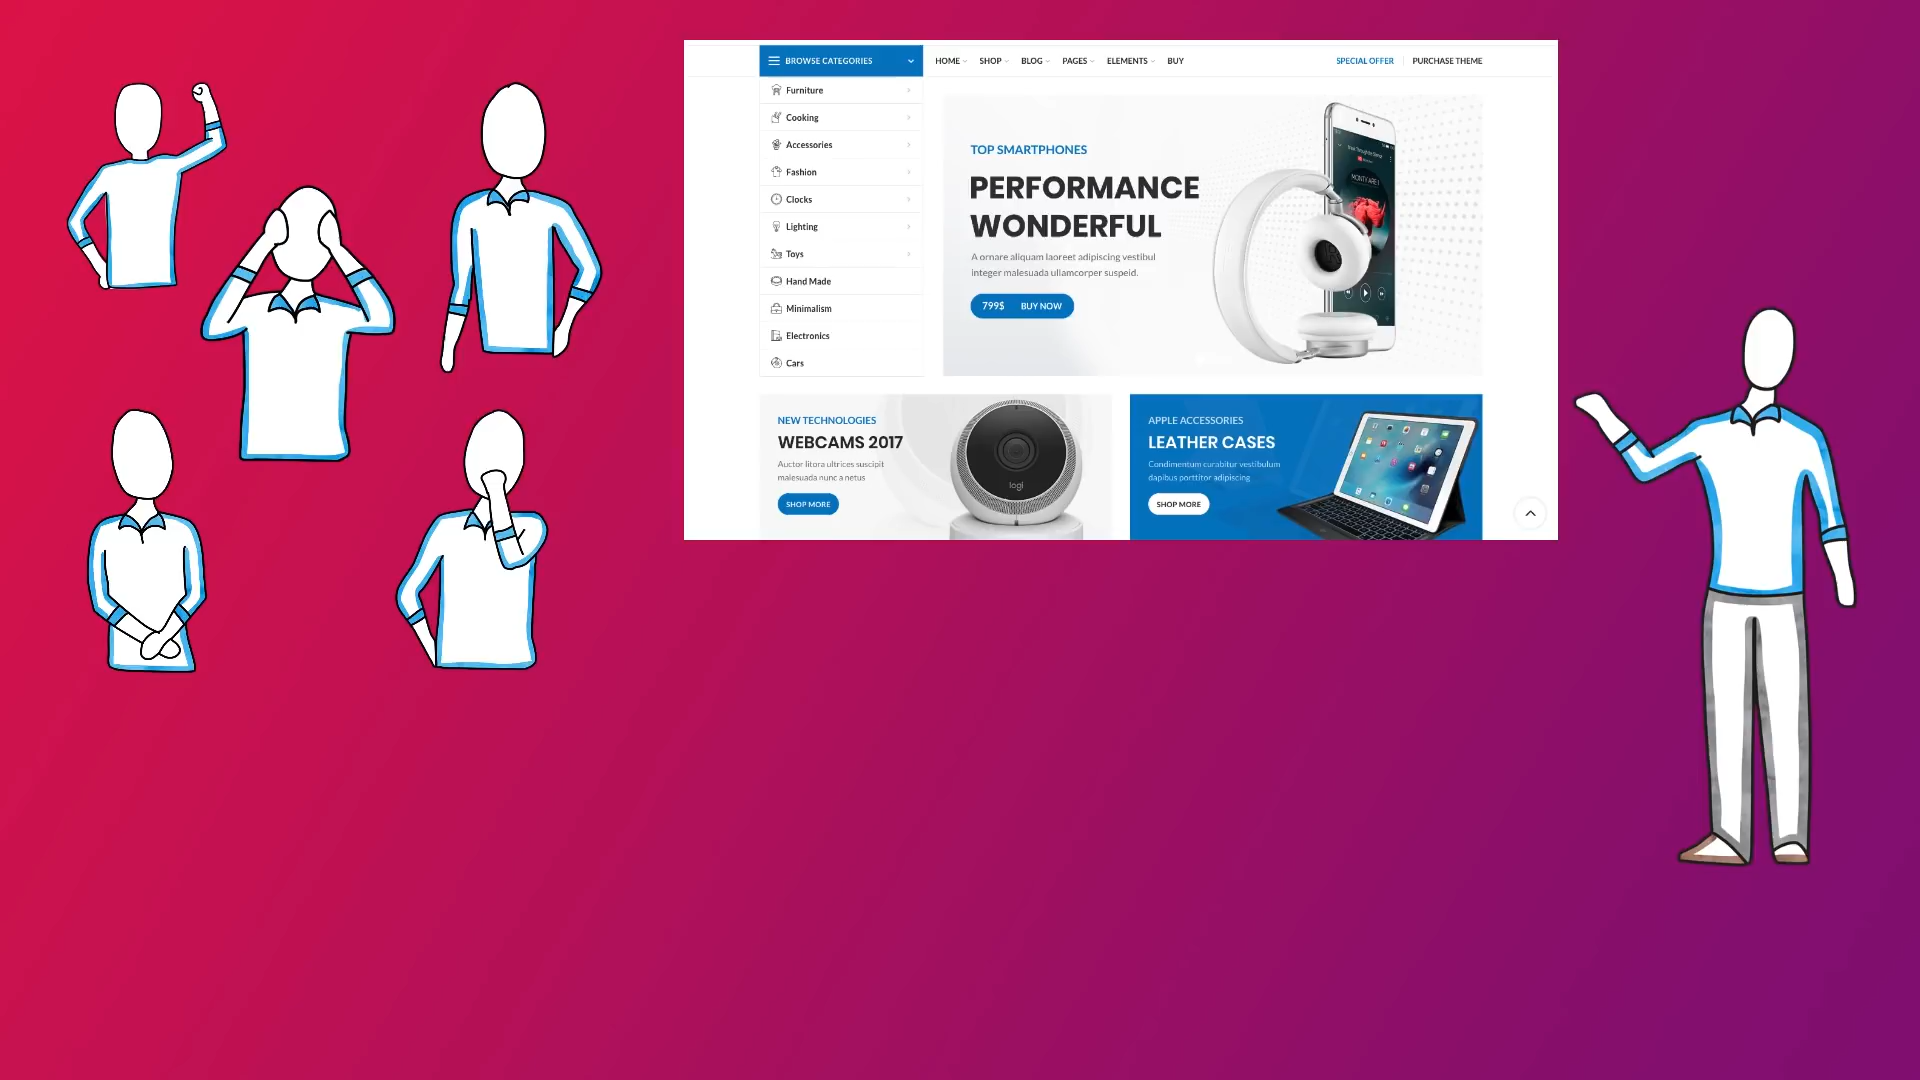 BROWSE CATEGORIES
HOME SHOP BLOG PAGES ELEMENTS BUY
SPECIAL OFFER PURCHASE THEME
Furniture
Cooking
Accessories
Fashion
Clocks
Lighting
Toys
Hand Made
Minimalism
Electronics
Cars
TOP SMARTPHONES
PERFORMANCE
WONDERFUL
A ornare aliquam laoreet adipiscing vestibul
integer malesuada ullamcorper suspeid.
799$ BUY NOW
NEW TECHNOLOGIES
WEBCAMS 2017
Auctor litora ultrices suscipit
malesuada nunc a netus
SHOP MORE
logi
APPLE ACCESSORIES
LEATHER CASES
Condimentum curabitur vestibulum
dapibus porttitor adipiscing
SHOP MORE